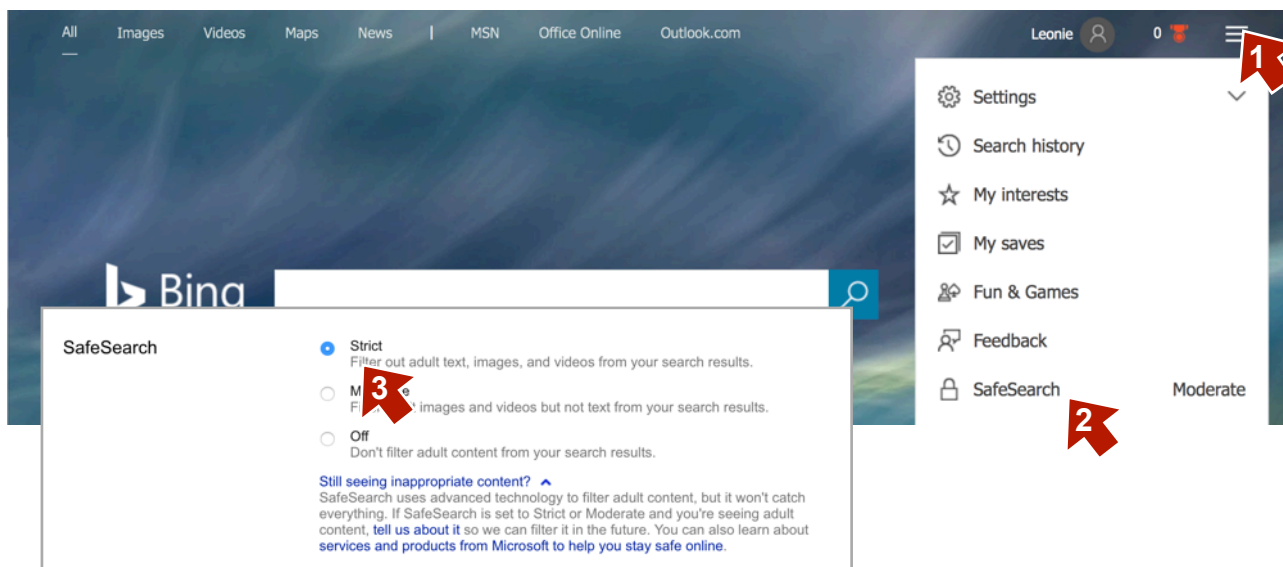 All Images Videos Maps News | MSN Office Online Outlook.com Leonie 0
1
Settings
Search history
My interests
My saves
Fun & Games
Feedback
SafeSearch Moderate
2
Bing
SafeSearch
Strict
Filter out adult text, images, and videos from your search results.
3
images and videos but not text from your search results.
Off
Don't filter adult content from your search results.
Still seeing inappropriate content?
SafeSearch uses advanced technology to filter adult content, but it won't catch
everything. If SafeSearch is set to Strict or Moderate and you're seeing adult
content, tell us about it so we can filter it in the future. You can also learn about
services and products from Microsoft to help you stay safe online.